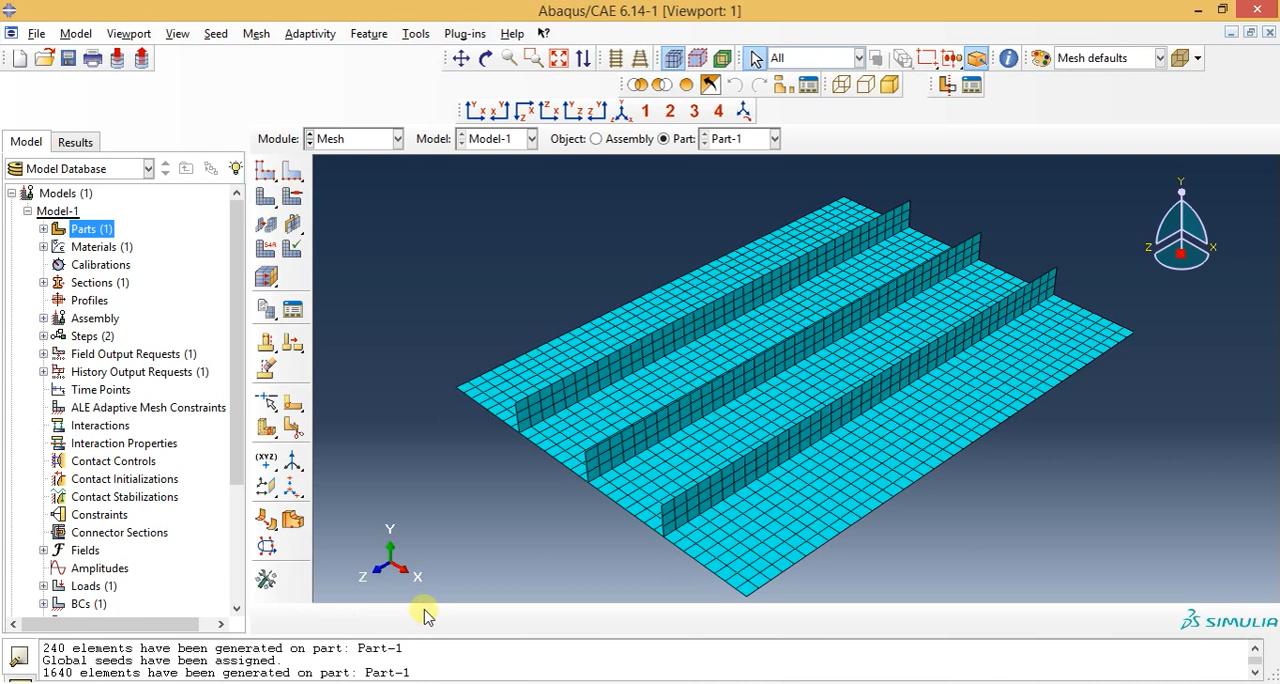 Abaqus/CAE 6.14-1 [Viewport: 1]
File Model Viewport View Seed Mesh Adaptivity Feature Tools Plug-ins Help
All Mesh defaults
1 2 3 4
Model Results Module: Mesh Model: Model-1 Object: Assembly Part: Part-1
Model Database
Models (1)
Model-1
Parts (1)
Materials (1)
Calibrations
Sections (1)
Profiles
Assembly
Steps (2)
Field Output Requests (1)
History Output Requests (1)
Time Points
ALE Adaptive Mesh Constraints
Interactions
Interaction Properties
Contact Controls
Contact Initializations
Contact Stabilizations
Constraints
Connector Sections
Fields
Amplitudes
Loads (1)
BCs (1)
S4R
(XYZ)
Y
Z X
Y
Z X
SIMULIA
240 elements have been generated on part: Part-1
Global seeds have been assigned.
1640 elements have been generated on part: Part-1